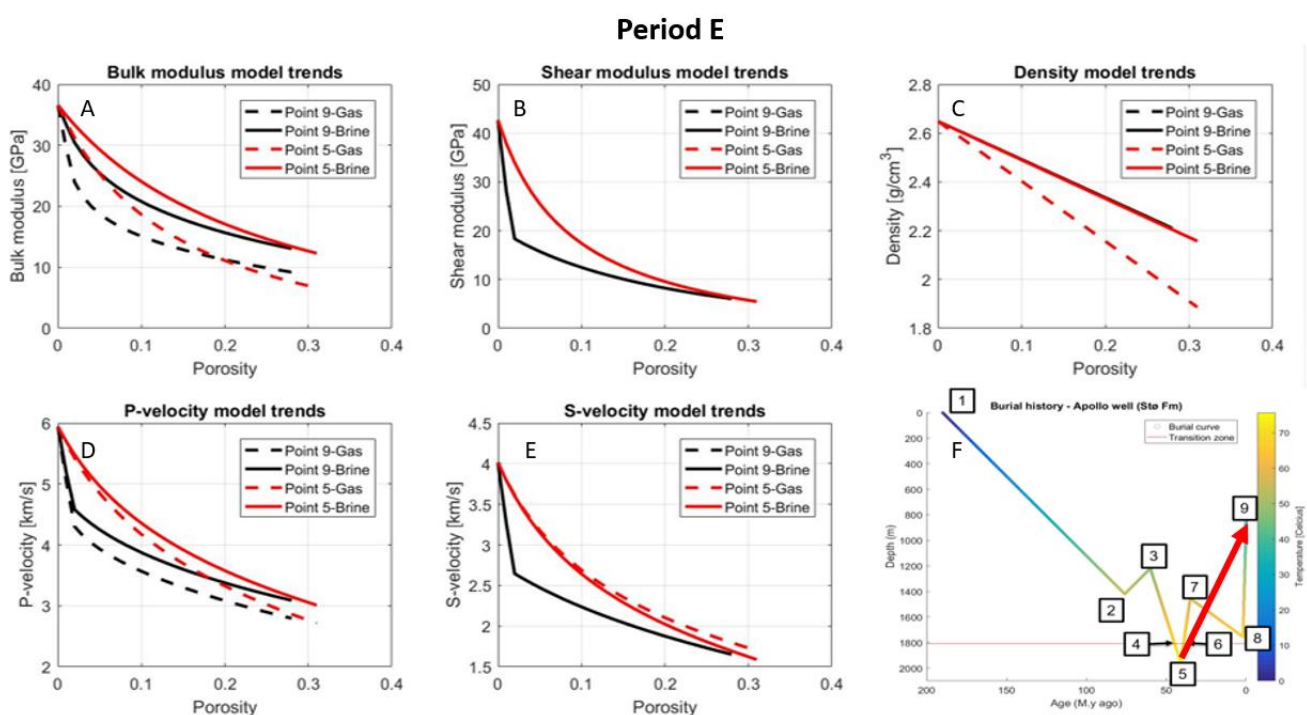 Period E
Bulk modulus model trends
A
Point 9-Gas
Point 9-Brine
Point 5-Gas
Point 5-Brine
Bulk modulus [GPa]
40
30
20
10
0
0 0.1 0.2 0.3 0.4
Porosity
Shear modulus model trends
B
Point 9-Gas
Point 9-Brine
Point 5-Gas
Point 5-Brine
Shear modulus [GPa]
50
40
30
20
10
0
0 0.1 0.2 0.3 0.4
Porosity
Density model trends
C
Point 9-Gas
Point 9-Brine
Point 5-Gas
Point 5-Brine
Density [g/cm³]
2.8
2.6
2.4
2.2
2
1.8
0 0.1 0.2 0.3 0.4
Porosity
P-velocity model trends
D
Point 9-Gas
Point 9-Brine
Point 5-Gas
Point 5-Brine
P-velocity [km/s]
6
5
4
3
2
0 0.1 0.2 0.3 0.4
Porosity
S-velocity model trends
E
Point 9-Gas
Point 9-Brine
Point 5-Gas
Point 5-Brine
S-velocity [km/s]
4.5
4
3.5
3
2.5
2
1.5
0 0.1 0.2 0.3 0.4
Porosity
Burial history - Apollo well (Stø Fm)
F
Burial curve
Transition zone
Depth (m)
0
200
400
600
800
1000
1200
1400
1600
1800
2000
200 150 100 50 0
Age (M.y ago)
1
2
3
4
5
6
7
8
9
70
60
50
40
30
20
10
0
Temperature [Celcius]